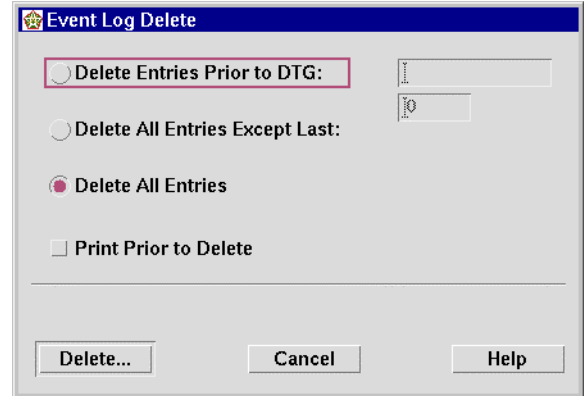 Event Log Delete
Delete Entries Prior to DTG:
0
Delete All Entries Except Last:
Delete All Entries
Print Prior to Delete
Delete... Cancel Help